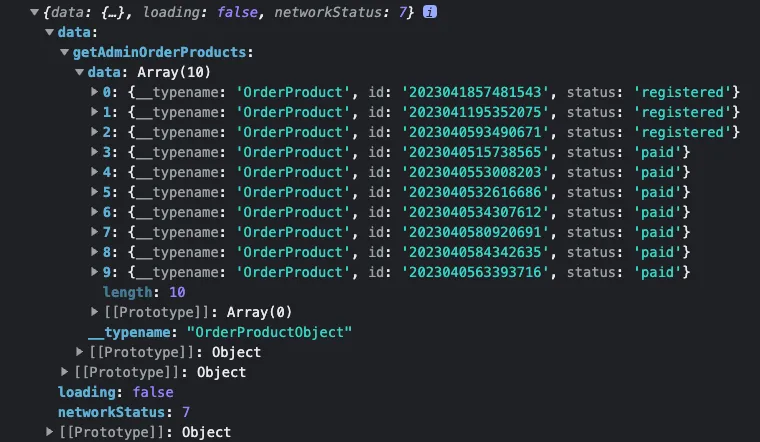 ▼ {data: {…}, loading: false, networkStatus: 7} i
▼ data:
▼ getAdminOrderProducts:
▼ data: Array(10)
▶ 0: {__typename: 'OrderProduct', id: '2023041857481543', status: 'registered'}
▶ 1: {__typename: 'OrderProduct', id: '2023041195352075', status: 'registered'}
▶ 2: {__typename: 'OrderProduct', id: '2023040593490671', status: 'registered'}
▶ 3: {__typename: 'OrderProduct', id: '2023040515738565', status: 'paid'}
▶ 4: {__typename: 'OrderProduct', id: '2023040553008203', status: 'paid'}
▶ 5: {__typename: 'OrderProduct', id: '2023040532616686', status: 'paid'}
▶ 6: {__typename: 'OrderProduct', id: '2023040534307612', status: 'paid'}
▶ 7: {__typename: 'OrderProduct', id: '2023040580920691', status: 'paid'}
▶ 8: {__typename: 'OrderProduct', id: '2023040584342635', status: 'paid'}
▶ 9: {__typename: 'OrderProduct', id: '2023040563393716', status: 'paid'}
length: 10
▶ [[Prototype]]: Array(0)
__typename: "OrderProductObject"
▶ [[Prototype]]: Object
▶ [[Prototype]]: Object
loading: false
networkStatus: 7
▶ [[Prototype]]: Object